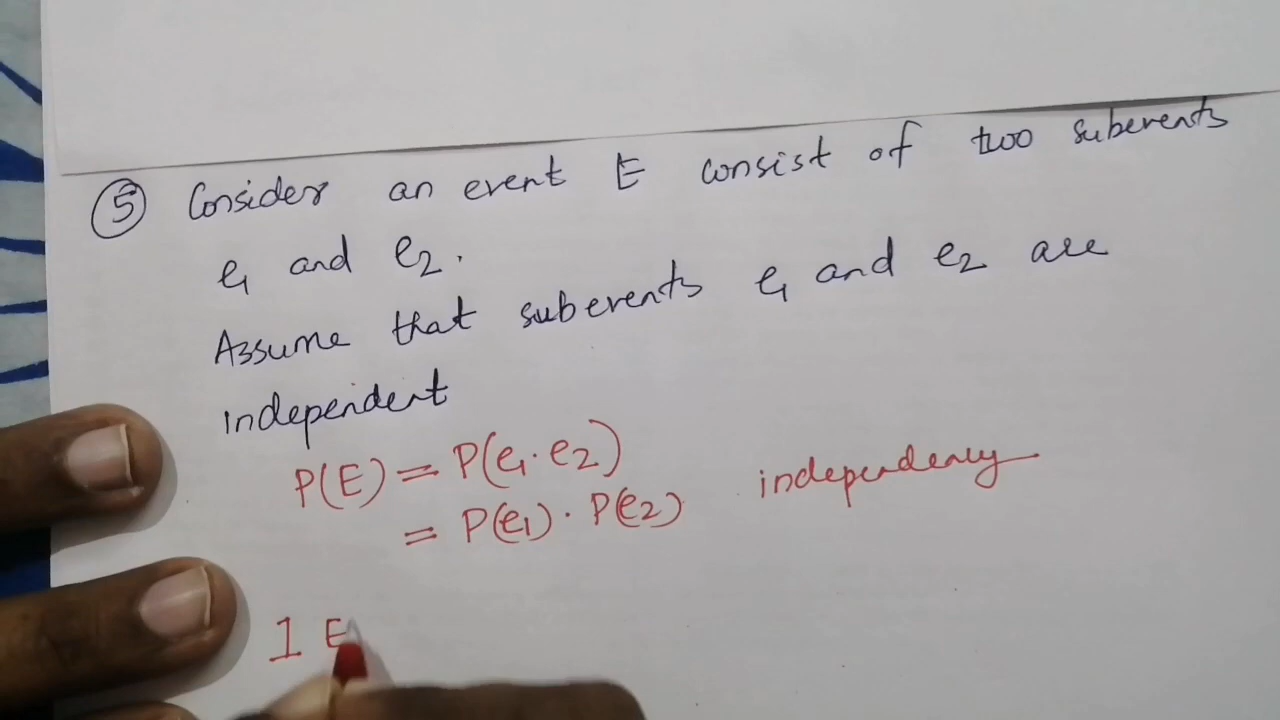 5 Consider an event E consist of two subevents
e1 and e2.
Assume that subevents e1 and e2 are
independent
P(E) = P(e1.e2)
= P(e1). P(e2) independency
I E